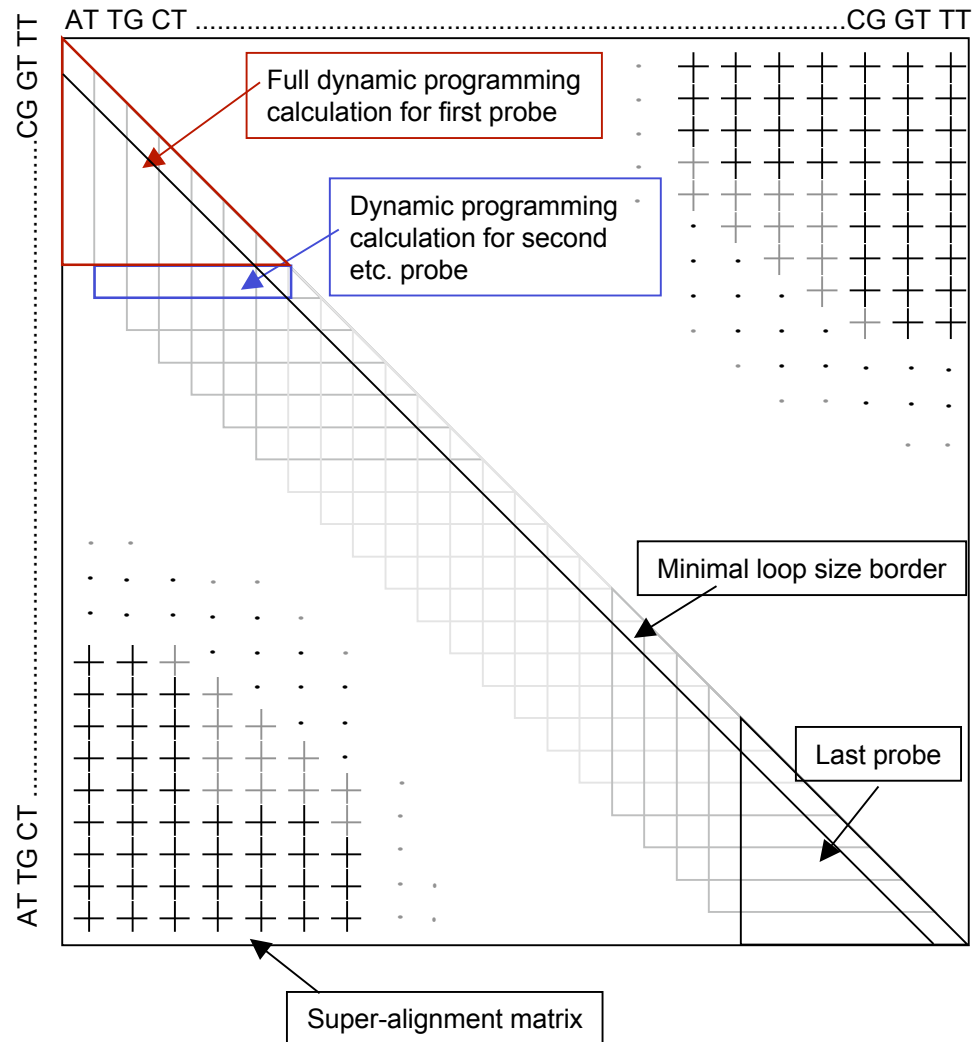 AT TG CT ..............................................................................................CG GT TT
AT TG CT ...............................................................................................CG GT TT
Full dynamic programming
calculation for first probe
Dynamic programming
calculation for second
etc. probe
Minimal loop size border
Last probe
Super-alignment matrix